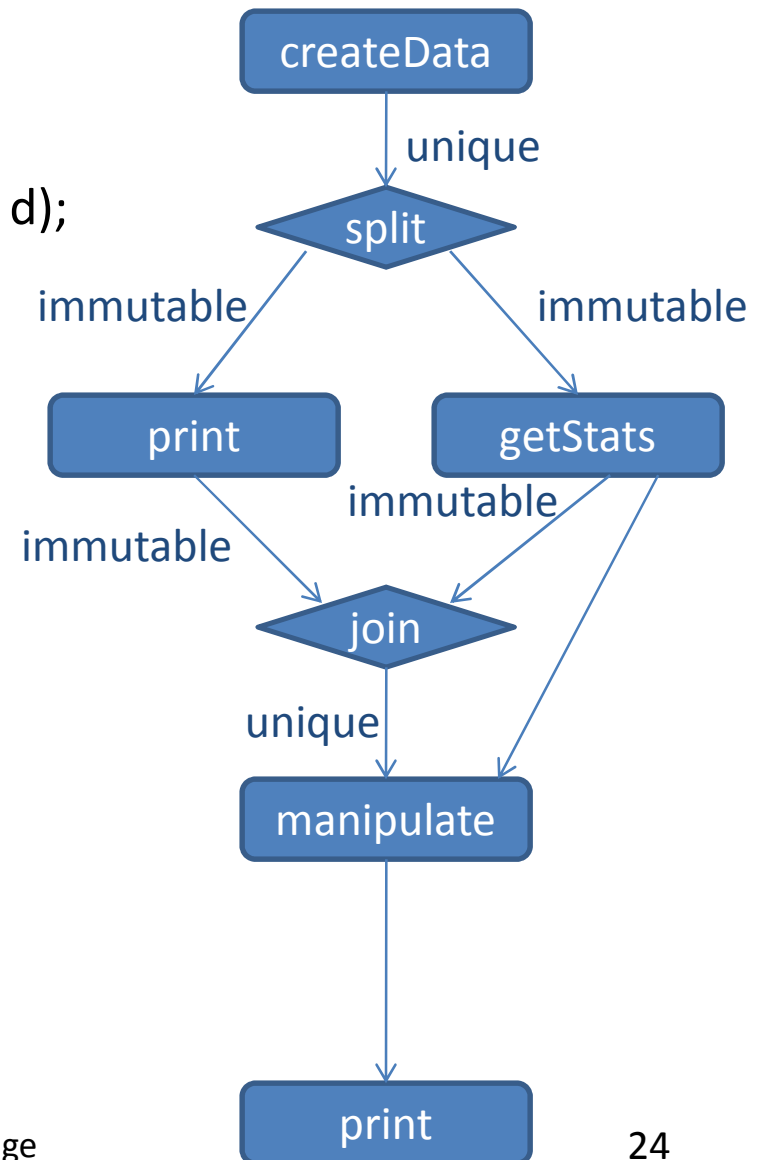 createData
unique
d);
split
immutable
immutable
print
getStats
immutable
immutable
join
unique
manipulate
print
ge
24